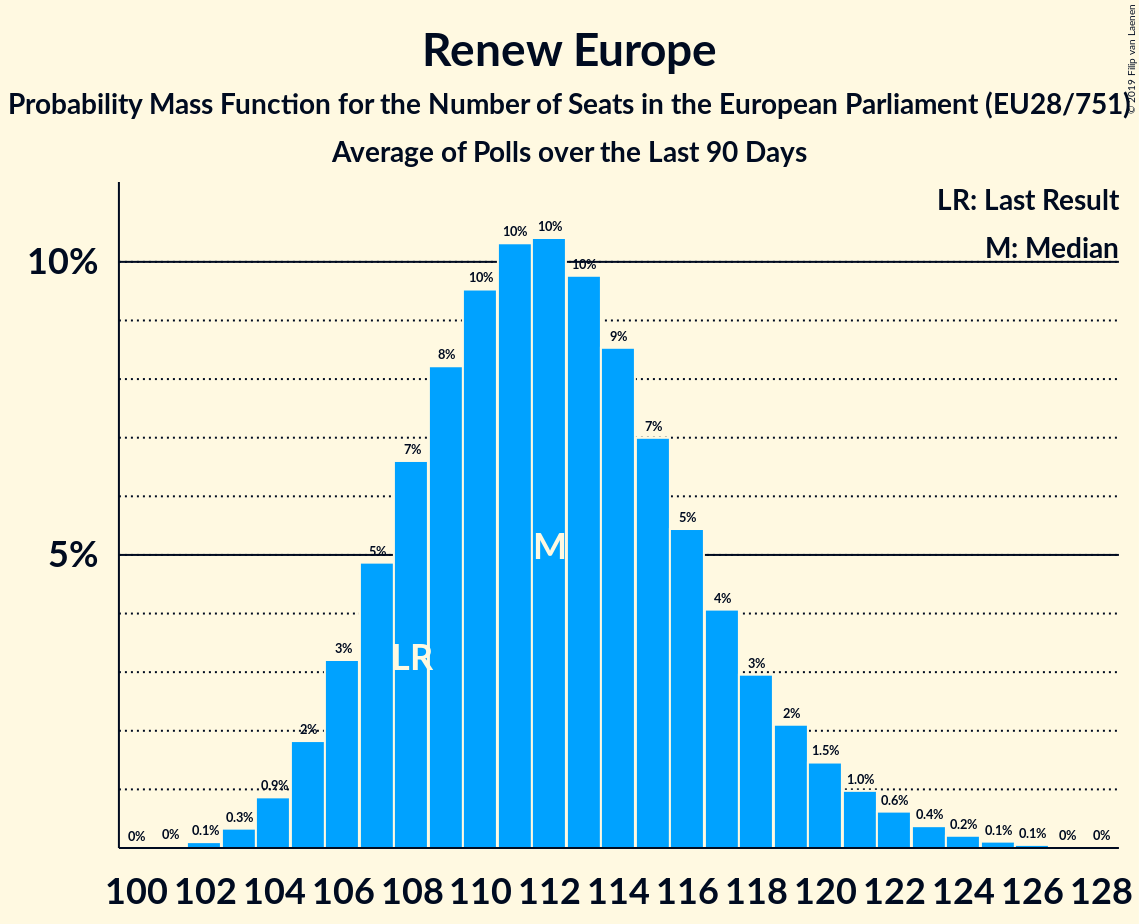 Renew Europe
© 2019 Filip van Laenen
Probability Mass Function for the Number of Seats in the European Parliament (EU28/751)
Average of Polls over the Last 90 Days
LR: Last Result
M: Median
10%
5%
0% 0% 0.1% 0.3% 0.9% 2% 3% 5% 7% 8% 10% 10% 10% 10% 9% 7% 5% 4% 3% 2% 1.5% 1.0% 0.6% 0.4% 0.2% 0.1% 0.1% 0% 0%
M
LR
100 102 104 106 108 110 112 114 116 118 120 122 124 126 128